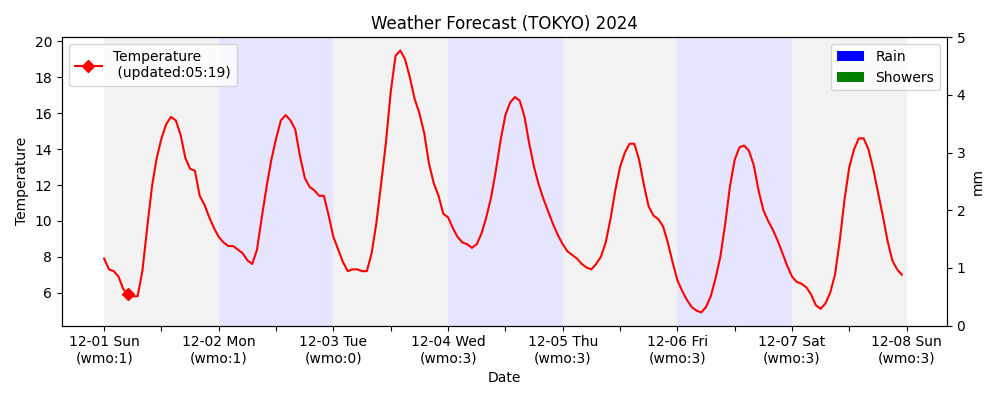 Weather Forecast (TOKYO) 2024
Temperature
(updated:05:19)
Rain
Showers
Temperature
20
18
16
14
12
10
8
6
5
4
3
2
1
0
mm
12-01 Sun
(wmo:1)
12-02 Mon
(wmo:1)
12-03 Tue
(wmo:0)
12-04 Wed
(wmo:3)
12-05 Thu
(wmo:3)
12-06 Fri
(wmo:3)
12-07 Sat
(wmo:3)
12-08 Sun
(wmo:3)
Date